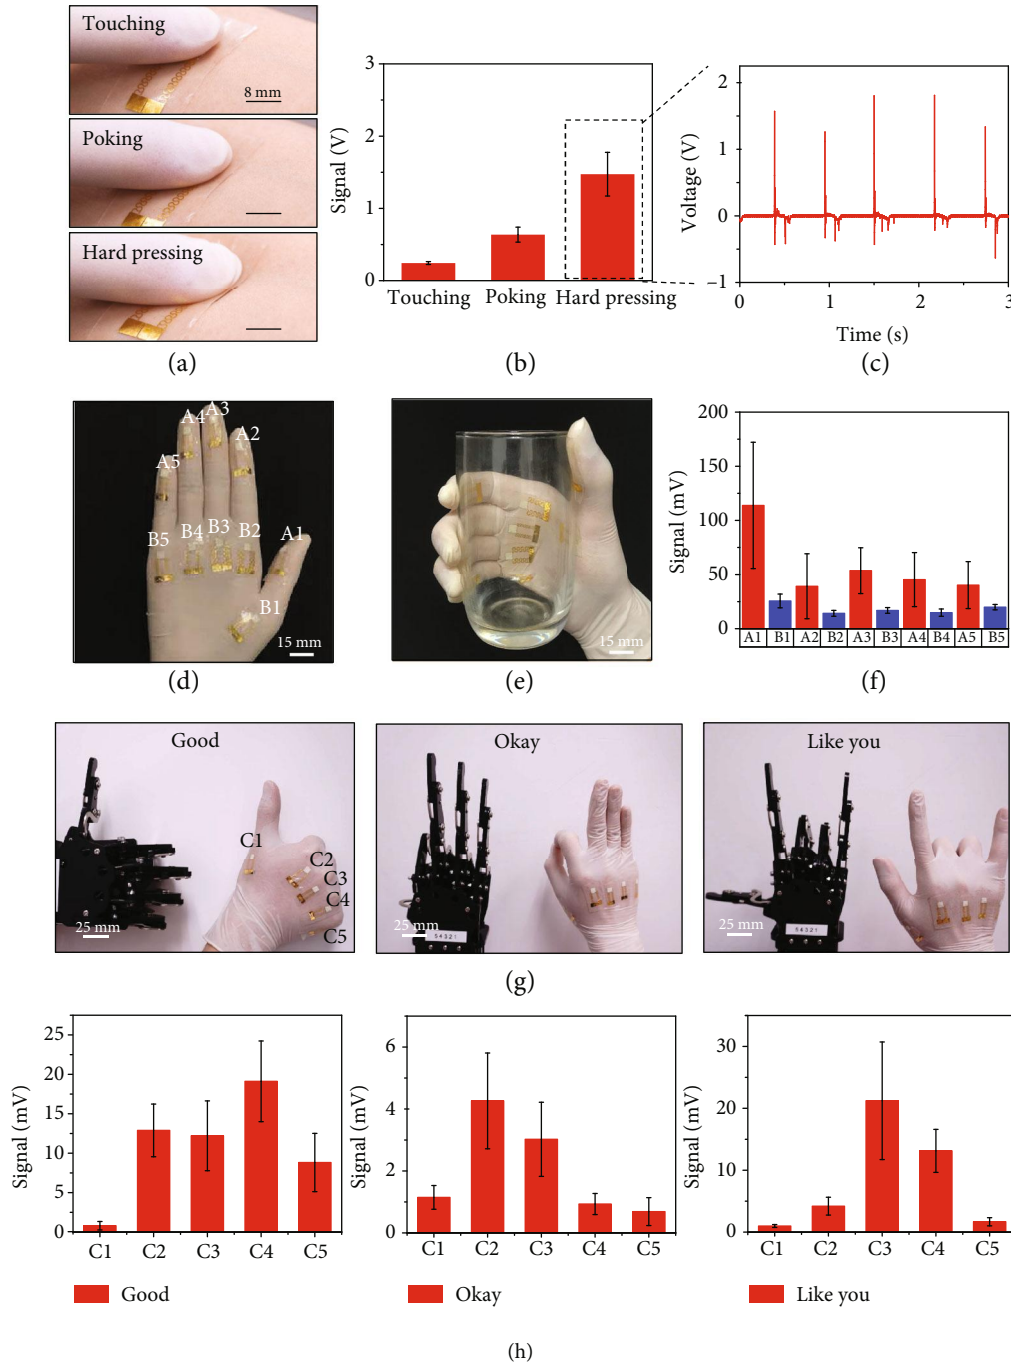 Touching
8 mm
Poking
Hard pressing
(a)
3
2
1
0
Signal (V)
Touching
Poking
Hard pressing
(b)
2
1
0
−1
Voltage (V)
0
1
2
3
Time (s)
(c)
A3
A4
A2
A5
B5
B4
B3
B2
A1
B1
15 mm
(d)
15 mm
(e)
200
150
100
50
0
Signal (mV)
A1 B1 A2 B2 A3 B3 A4 B4 A5 B5
(f)
Good
C1
C2
C3
C4
C5
25 mm
Okay
25 mm
54321
Like you
25 mm
54321
(g)
25
20
15
10
5
0
Signal (mV)
C1 C2 C3 C4 C5
Good
6
4
2
0
Signal (mV)
C1 C2 C3 C4 C5
Okay
30
20
10
0
Signal (mV)
C1 C2 C3 C4 C5
Like you
(h)